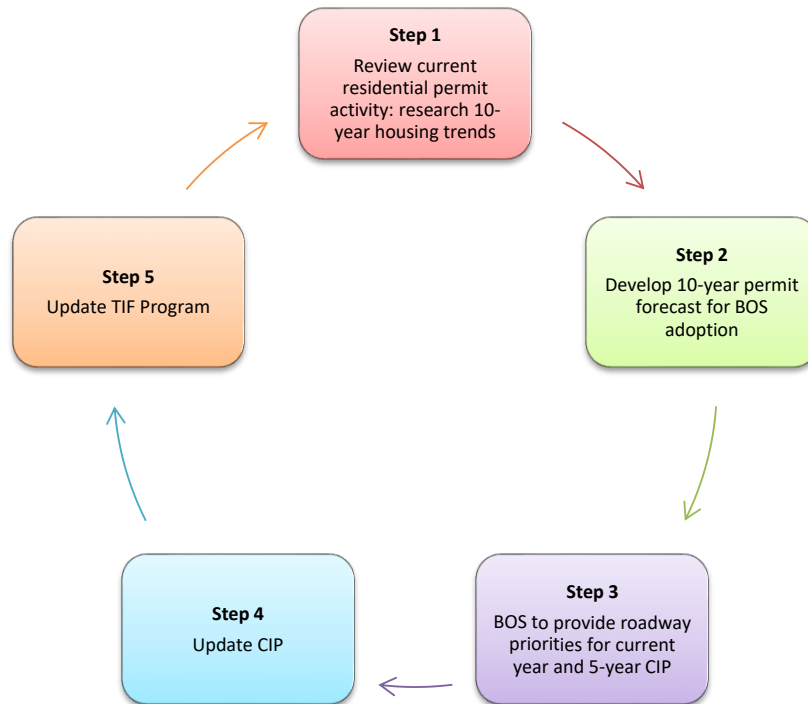 Step 1
Review current
residential permit
activity: research 10-
year housing trends
Step 2
Develop 10-year permit
forecast for BOS
adoption
Step 3
BOS to provide roadway
priorities for current
year and 5-year CIP
Step 4
Update CIP
Step 5
Update TIF Program